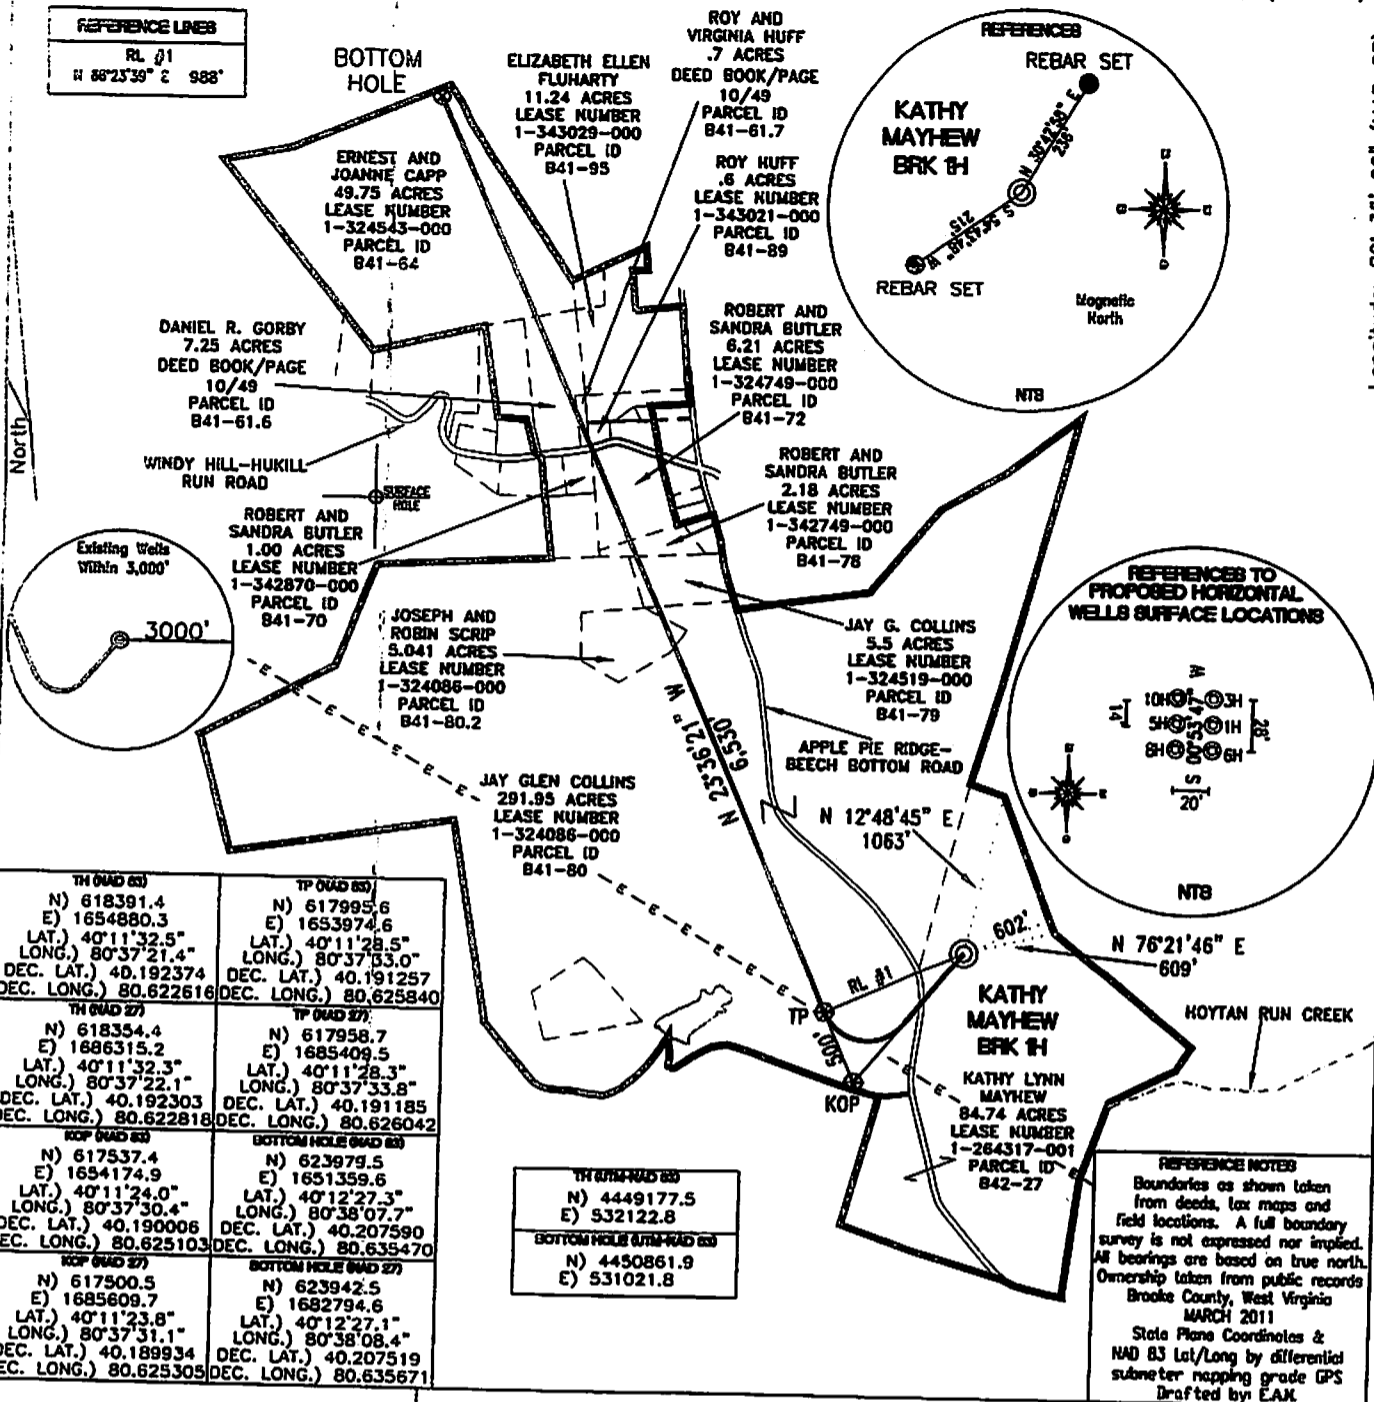 REFERENCE LINES
RL #1
N 66°23'39" E 988'
BOTTOM
HOLE
ELIZABETH ELLEN
FLUHARTY
11.24 ACRES
LEASE NUMBER
1-343029-000
PARCEL ID
B41-95
ROY AND
VIRGINIA HUFF
.7 ACRES
DEED BOOK/PAGE
10/49
PARCEL ID
B41-61.7
ROY HUFF
.6 ACRES
LEASE NUMBER
1-343021-000
PARCEL ID
B41-89
REFERENCES
REBAR SET
KATHY
MAYHEW
BRK 1H
236'
215'
REBAR SET
Magnetic
North
NTS
ERNEST AND
JOANNE CAPP
49.75 ACRES
LEASE NUMBER
1-324543-000
PARCEL ID
B41-64
DANIEL R. GORBY
7.25 ACRES
DEED BOOK/PAGE
10/49
PARCEL ID
B41-61.6
ROBERT AND
SANDRA BUTLER
6.21 ACRES
LEASE NUMBER
1-324749-000
PARCEL ID
B41-72
North
WINDY HILL-HUKILL
RUN ROAD
SURFACE
HOLE
ROBERT AND
SANDRA BUTLER
2.18 ACRES
LEASE NUMBER
1-342749-000
PARCEL ID
B41-78
ROBERT AND
SANDRA BUTLER
1.00 ACRES
LEASE NUMBER
1-342870-000
PARCEL ID
B41-70
Existing Wells
Within 3,000'
3000'
REFERENCES TO
PROPOSED HORIZONTAL
WELLS SURFACE LOCATIONS
10H 3H
5H 1H
8H 6H
14'
28'
S 00°53'47" W
20'
NTS
JOSEPH AND
ROBIN SCRIP
5.041 ACRES
LEASE NUMBER
1-324086-000
PARCEL ID
B41-80.2
JAY G. COLLINS
5.5 ACRES
LEASE NUMBER
1-324519-000
PARCEL ID
B41-79
N 23°36'21" W
6,530'
APPLE PIE RIDGE-
BEECH BOTTOM ROAD
JAY GLEN COLLINS
291.95 ACRES
LEASE NUMBER
1-324086-000
PARCEL ID
B41-80
N 12°48'45" E
1063'
602'
N 76°21'46" E
609'
RL #1
TP
500'
KOP
KATHY
MAYHEW
BRK 1H
KATHY LYNN
MAYHEW
84.74 ACRES
LEASE NUMBER
1-264317-001
PARCEL ID
B42-27
HOYTAN RUN CREEK
TH (NAD 83)
N) 618391.4
E) 1654880.3
LAT.) 40°11'32.5"
LONG.) 80°37'21.4"
DEC. LAT.) 40.192374
DEC. LONG.) 80.622616
TP (NAD 83)
N) 617995.6
E) 1653974.6
LAT.) 40°11'28.5"
LONG.) 80°37'33.0"
DEC. LAT.) 40.191257
DEC. LONG.) 80.625840
TH (NAD 27)
N) 618354.4
E) 1686315.2
LAT.) 40°11'32.3"
LONG.) 80°37'22.1"
DEC. LAT.) 40.192303
DEC. LONG.) 80.622818
TP (NAD 27)
N) 617958.7
E) 1685409.5
LAT.) 40°11'28.3"
LONG.) 80°37'33.8"
DEC. LAT.) 40.191185
DEC. LONG.) 80.626042
KOP (NAD 83)
N) 617537.4
E) 1654174.9
LAT.) 40°11'24.0"
LONG.) 80°37'30.4"
DEC. LAT.) 40.190006
DEC. LONG.) 80.625103
BOTTOM HOLE (NAD 83)
N) 623979.5
E) 1651359.6
LAT.) 40°12'27.3"
LONG.) 80°38'07.7"
DEC. LAT.) 40.207590
DEC. LONG.) 80.635470
KOP (NAD 27)
N) 617500.5
E) 1685609.7
LAT.) 40°11'23.8"
LONG.) 80°37'31.1"
DEC. LAT.) 40.189934
DEC. LONG.) 80.625305
BOTTOM HOLE (NAD 27)
N) 623942.5
E) 1682794.6
LAT.) 40°12'27.1"
LONG.) 80°38'08.4"
DEC. LAT.) 40.207519
DEC. LONG.) 80.635671
TH (UTM-NAD 83)
N) 4449177.5
E) 532122.8
BOTTOM HOLE (UTM-NAD 83)
N) 4450861.9
E) 531021.8
REFERENCE NOTES
Boundaries as shown taken
from deeds, tax maps and
field locations. A full boundary
survey is not expressed nor implied.
All bearings are based on true north.
Ownership taken from public records
Brooke County, West Virginia
MARCH 2011
State Plane Coordinates &
NAD 83 Lat/Long by differential
submeter mapping grade GPS
Drafted by: E.A.K.